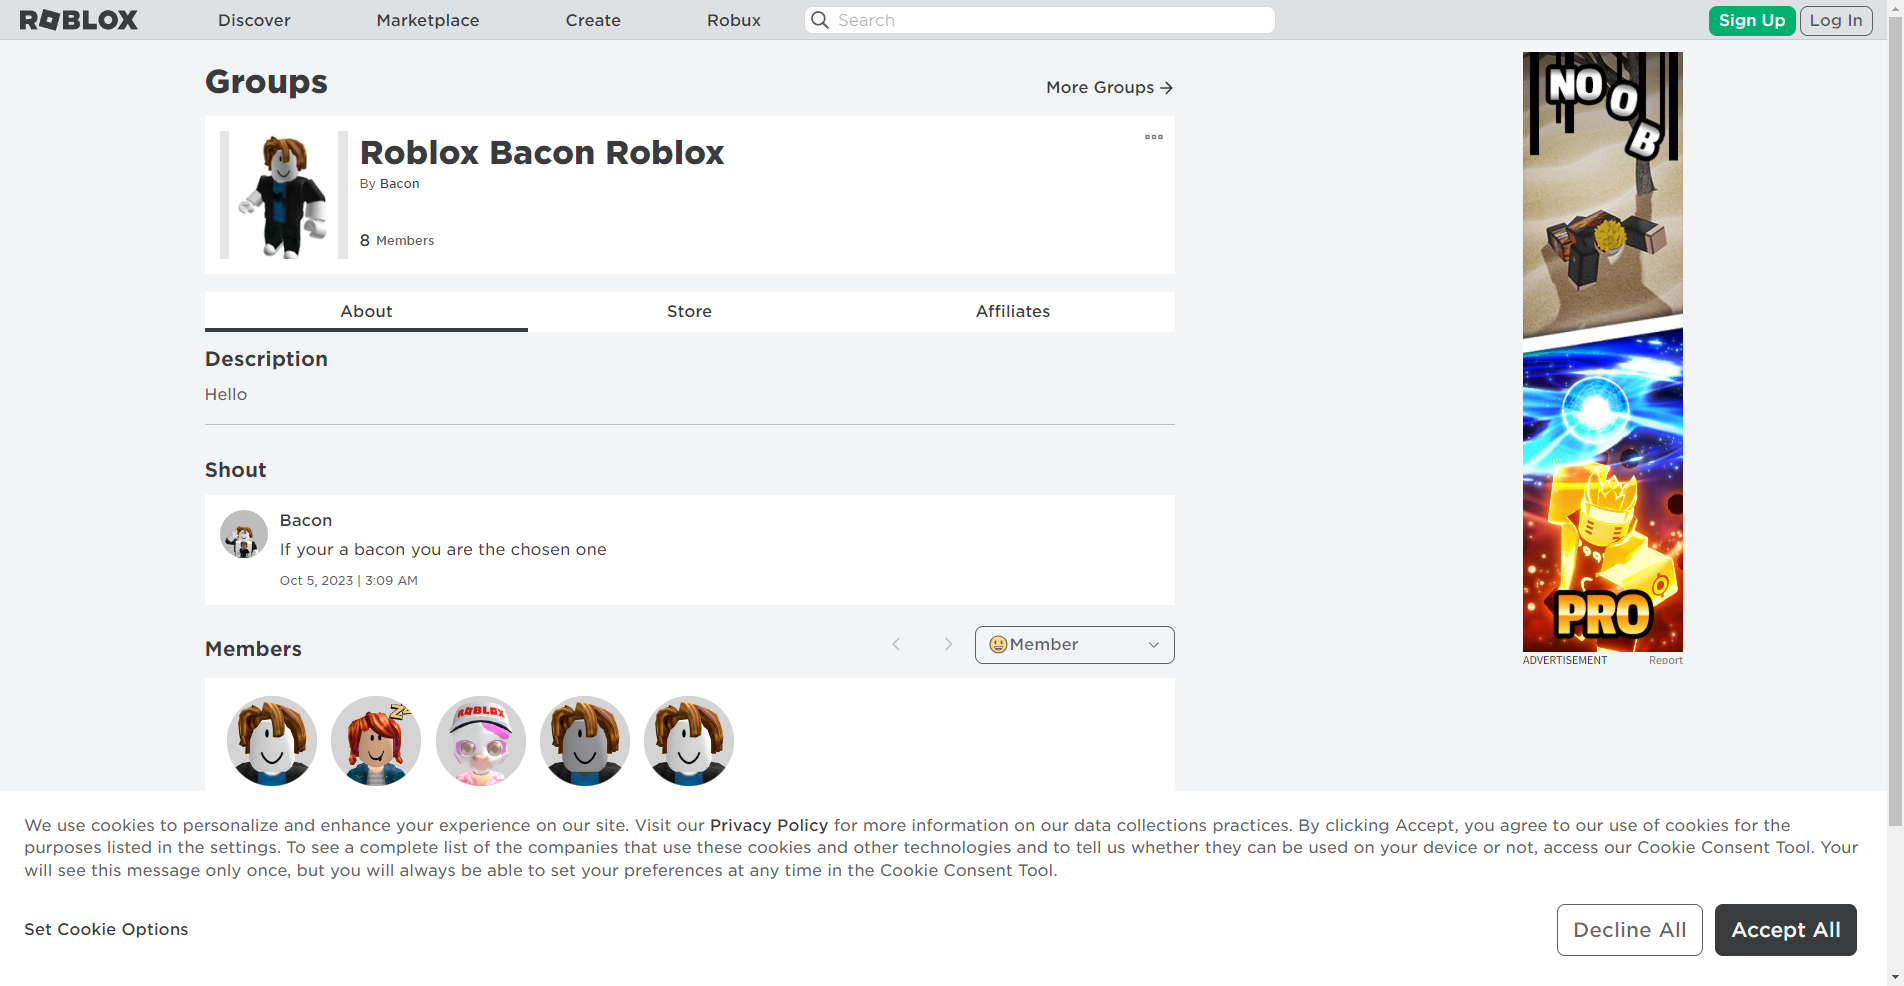 ROBLOX
Discover
Marketplace
Create
Robux
Search
Sign Up
Log In
Groups
More Groups
Roblox Bacon Roblox
By Bacon
8 Members
About
Store
Affiliates
Description
Hello
Shout
Bacon
If your a bacon you are the chosen one
Oct 5, 2023 | 3:09 AM
Members
Member
ROBLOX
NOOB
PRO
ADVERTISEMENT
Report
We use cookies to personalize and enhance your experience on our site. Visit our Privacy Policy for more information on our data collections practices. By clicking Accept, you agree to our use of cookies for the
purposes listed in the settings. To see a complete list of the companies that use these cookies and other technologies and to tell us whether they can be used on your device or not, access our Cookie Consent Tool. Your
will see this message only once, but you will always be able to set your preferences at any time in the Cookie Consent Tool.
Set Cookie Options
Decline All
Accept All